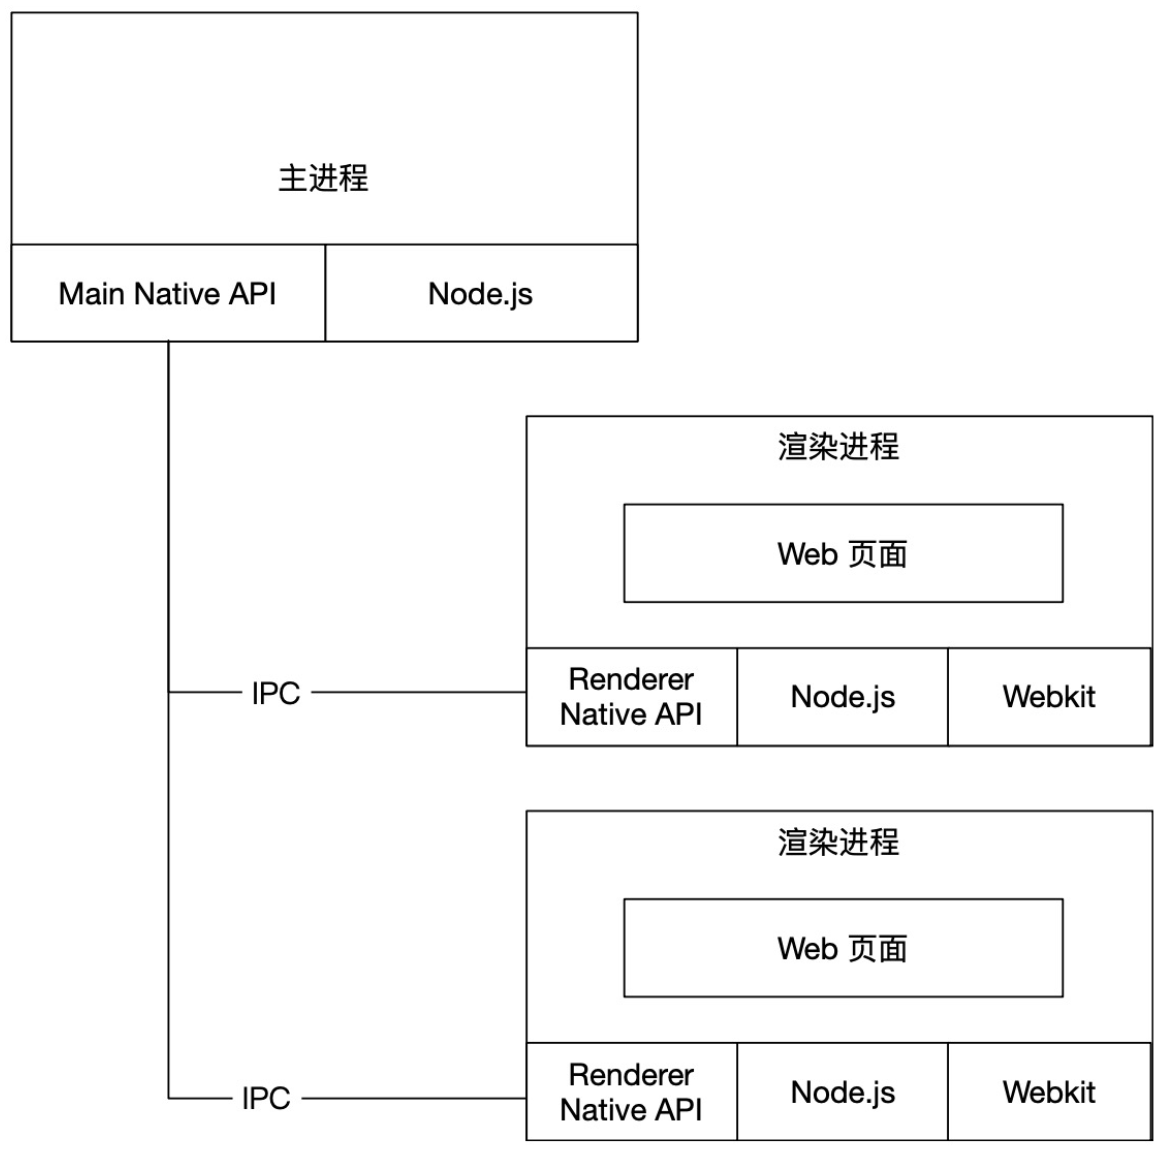 主进程
Main Native API
Node.js
渲染进程
Web 页面
IPC
Renderer
Native API
Node.js
Webkit
渲染进程
Web 页面
IPC
Renderer
Native API
Node.js
Webkit